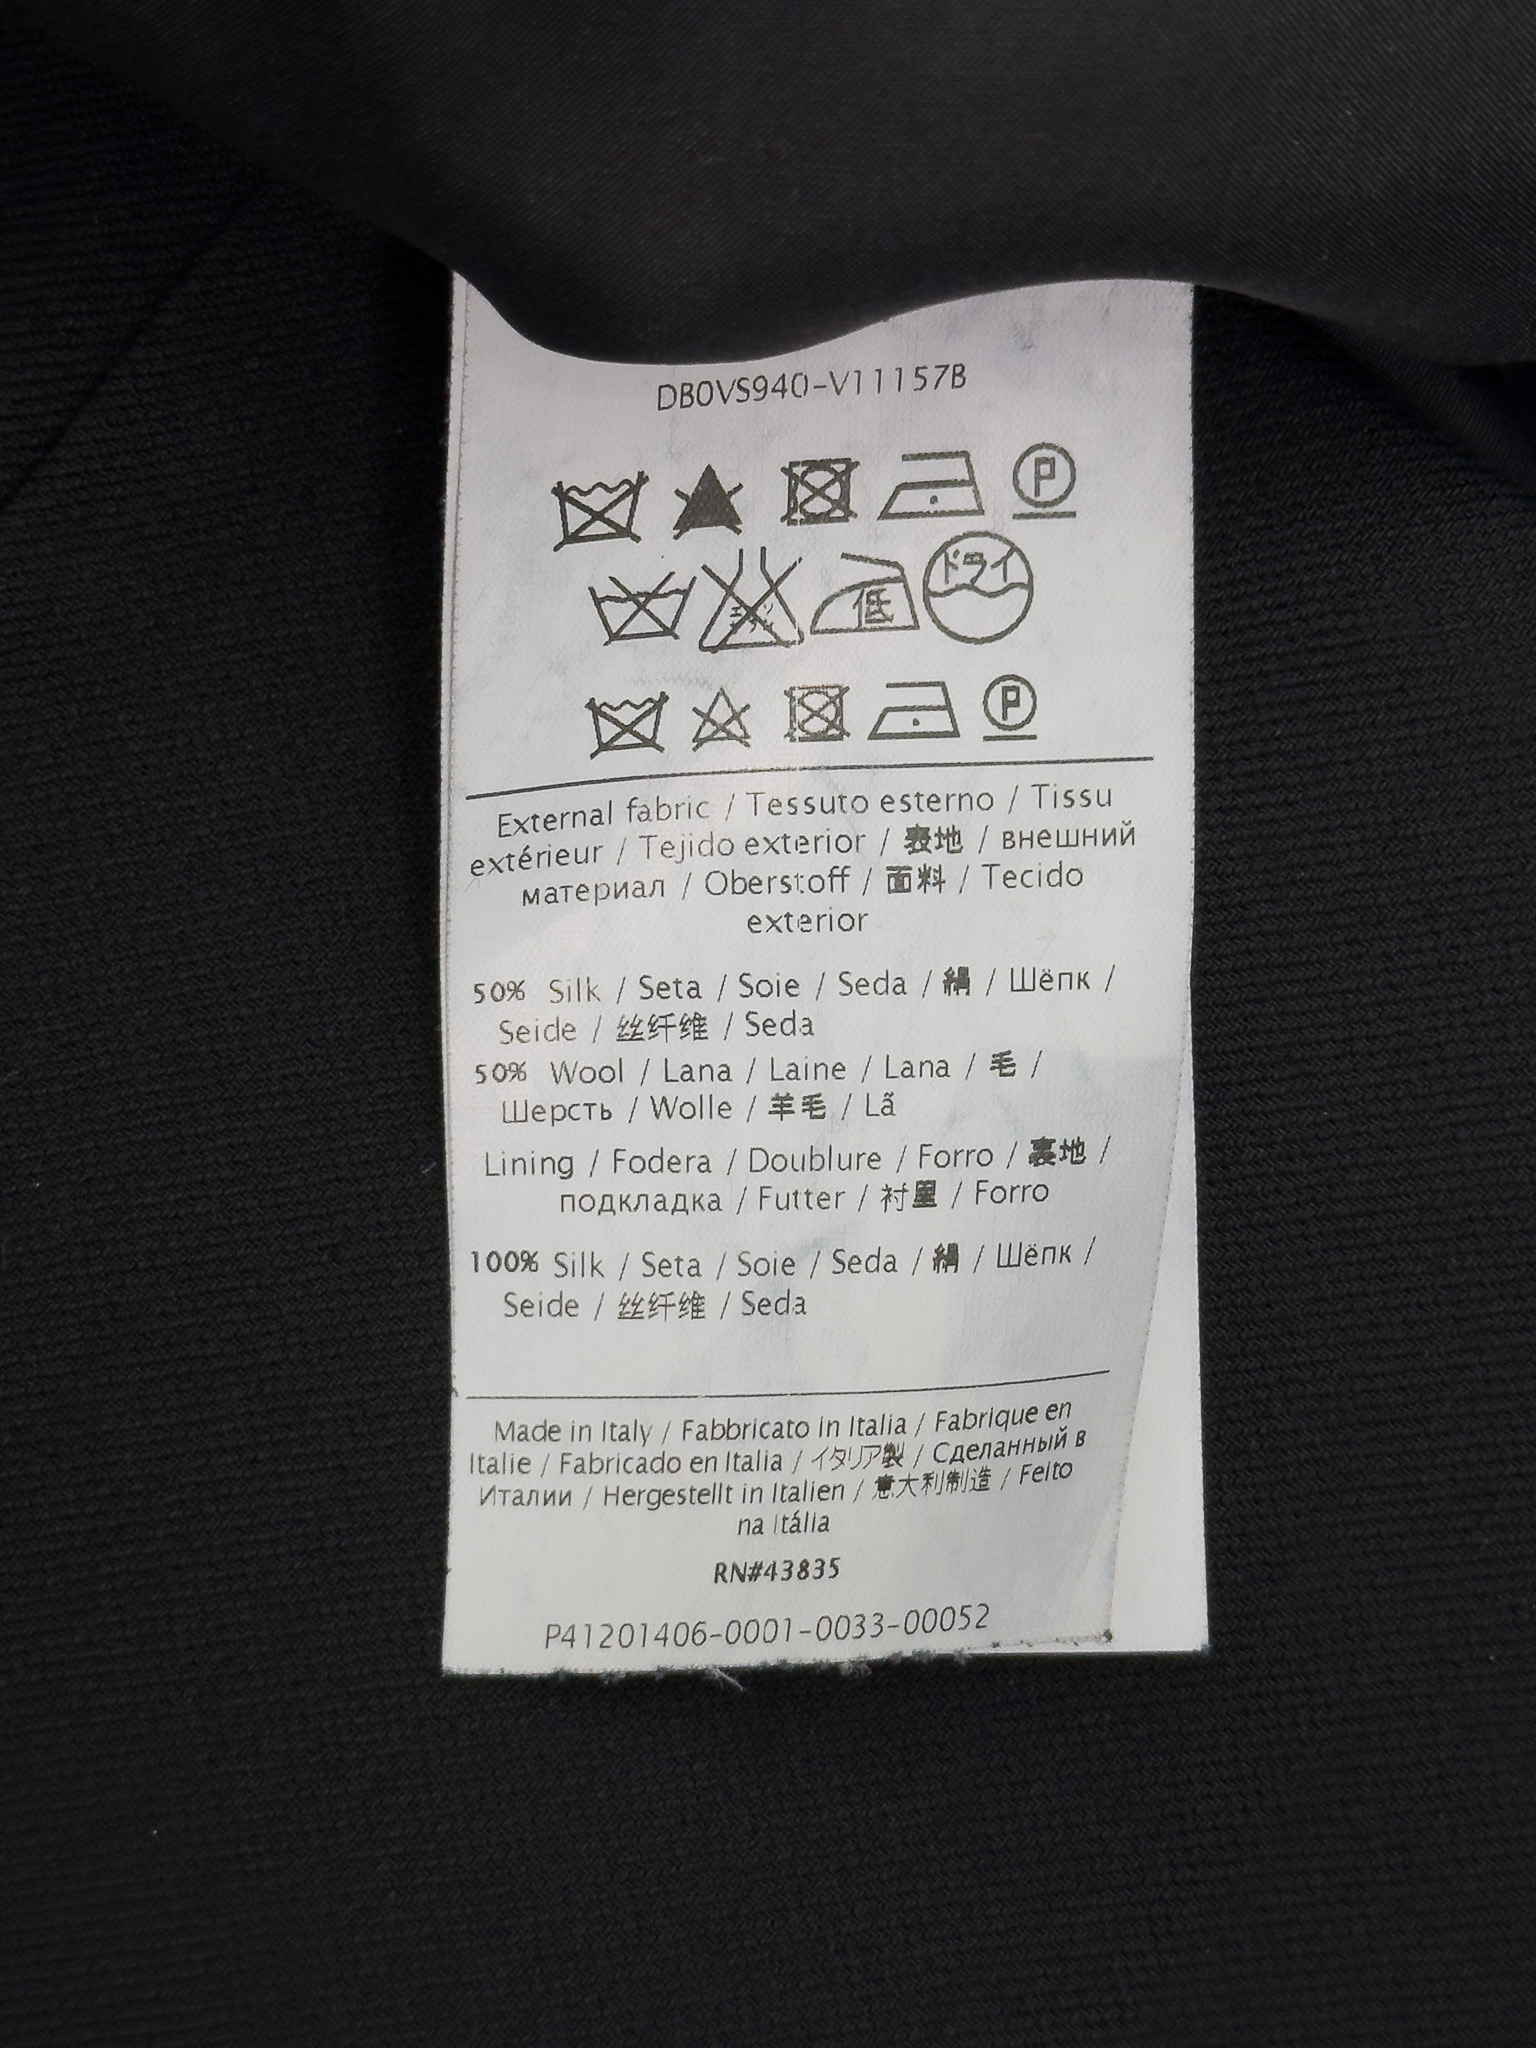 DB0VS940-V11157B
P
ドライ
低
P
External fabric / Tessuto esterno / Tissu
extérieur / Tejido exterior / 表地 / внешний
материал / Oberstoff / 面料 / Tecido
exterior
50% Silk / Seta / Soie / Seda / 絹 / Шёпк /
Seide / 丝纤维 / Seda
50% Wool / Lana / Laine / Lana / 毛 /
Шерсть / Wolle / 羊毛 / Lã
Lining / Fodera / Doublure / Forro / 裏地 /
подкладка / Futter / 衬里 / Forro
100% Silk / Seta / Soie / Seda / 絹 / Шёпк /
Seide / 丝纤维 / Seda
Made in Italy / Fabbricato in Italia / Fabrique en
Italie / Fabricado en Italia / イタリア製 / Сделанный в
Италии / Hergestellt in Italien / 意大利制造 / Feito
na Itália
RN#43835
P41201406-0001-0033-00052